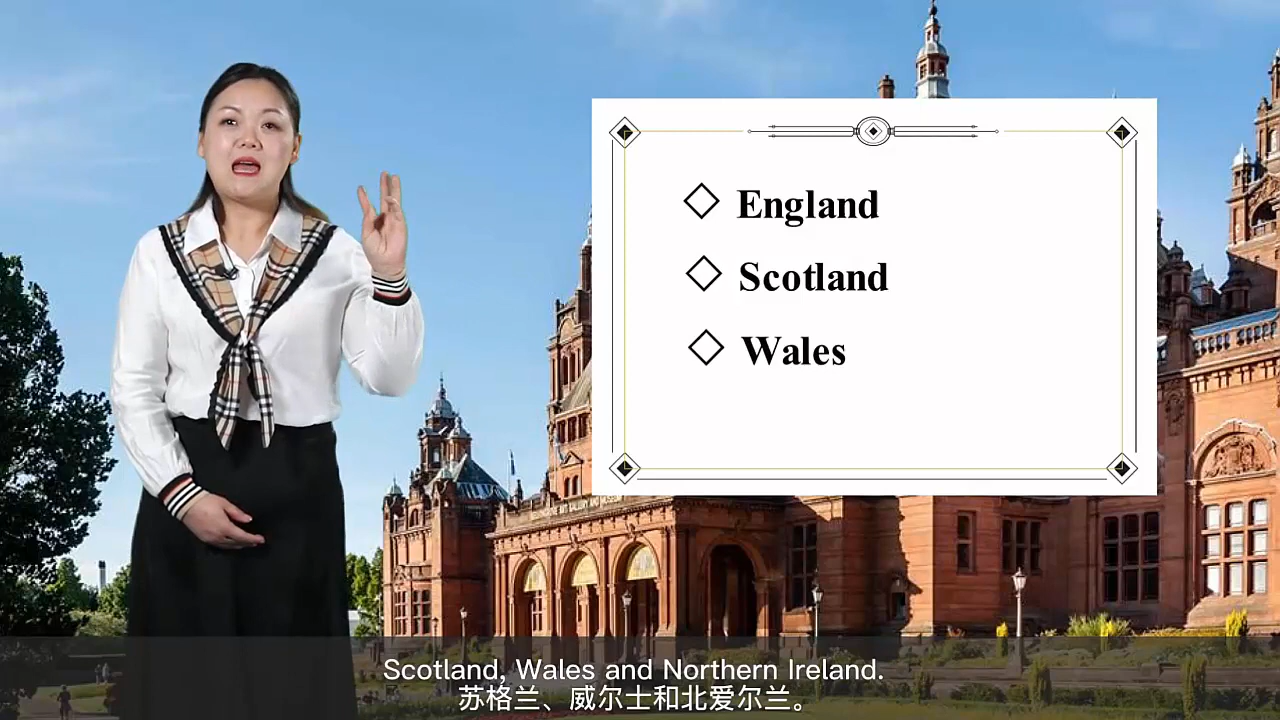 England
Scotland
Wales
Scotland, Wales and Northern Ireland.
苏格兰、威尔士和北爱尔兰。